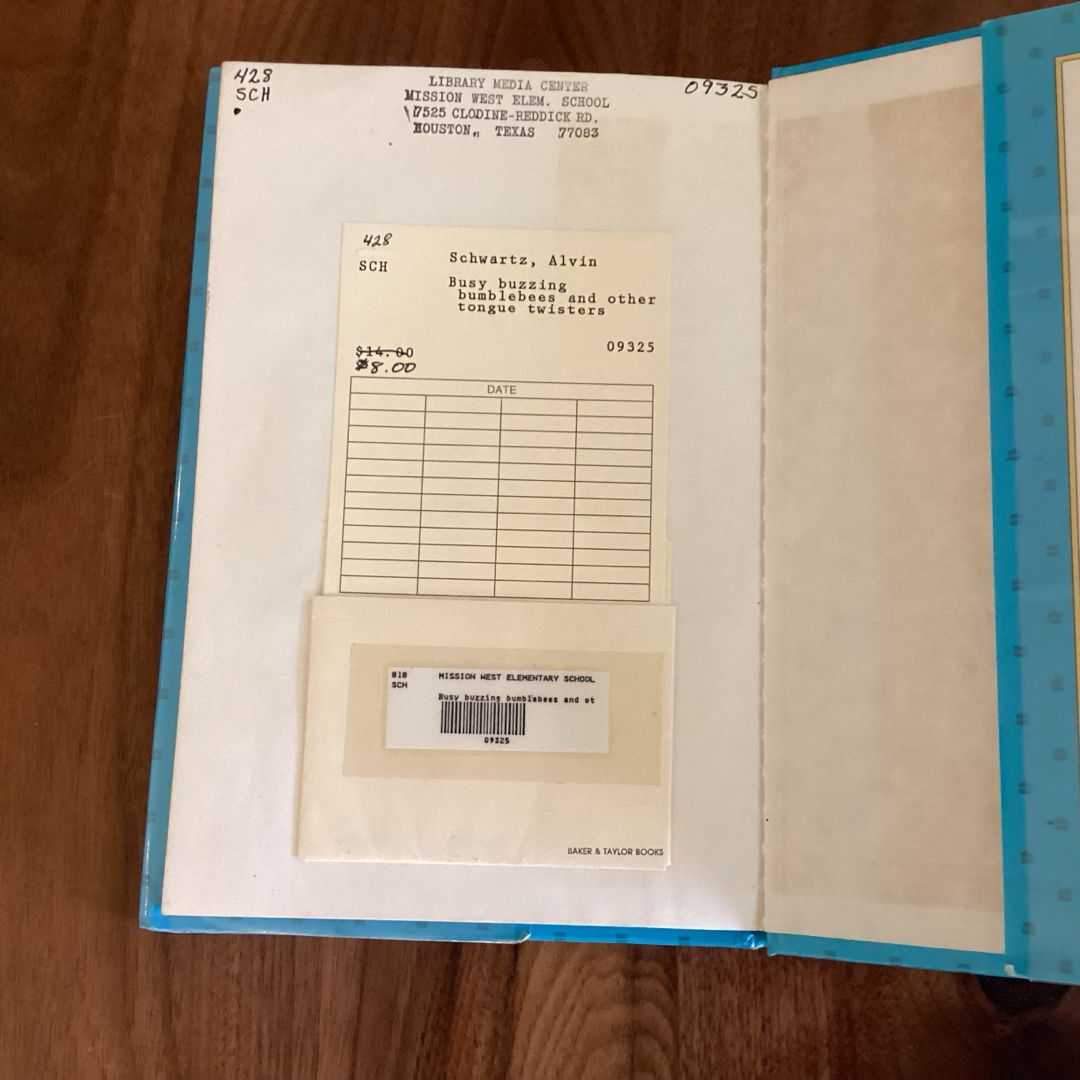 428
SCH
LIBRARY MEDIA CENTER
MISSION WEST ELEM. SCHOOL
7525 CLODINE-REDDICK RD.
HOUSTON, TEXAS 77083
09325
428
SCH
Schwartz, Alvin
Busy buzzing
bumblebees and other
tongue twisters
09325
$14.00
$8.00
DATE
818
SCH
MISSION WEST ELEMENTARY SCHOOL
Busy buzzing bumblebees and ot
09325
BAKER & TAYLOR BOOKS